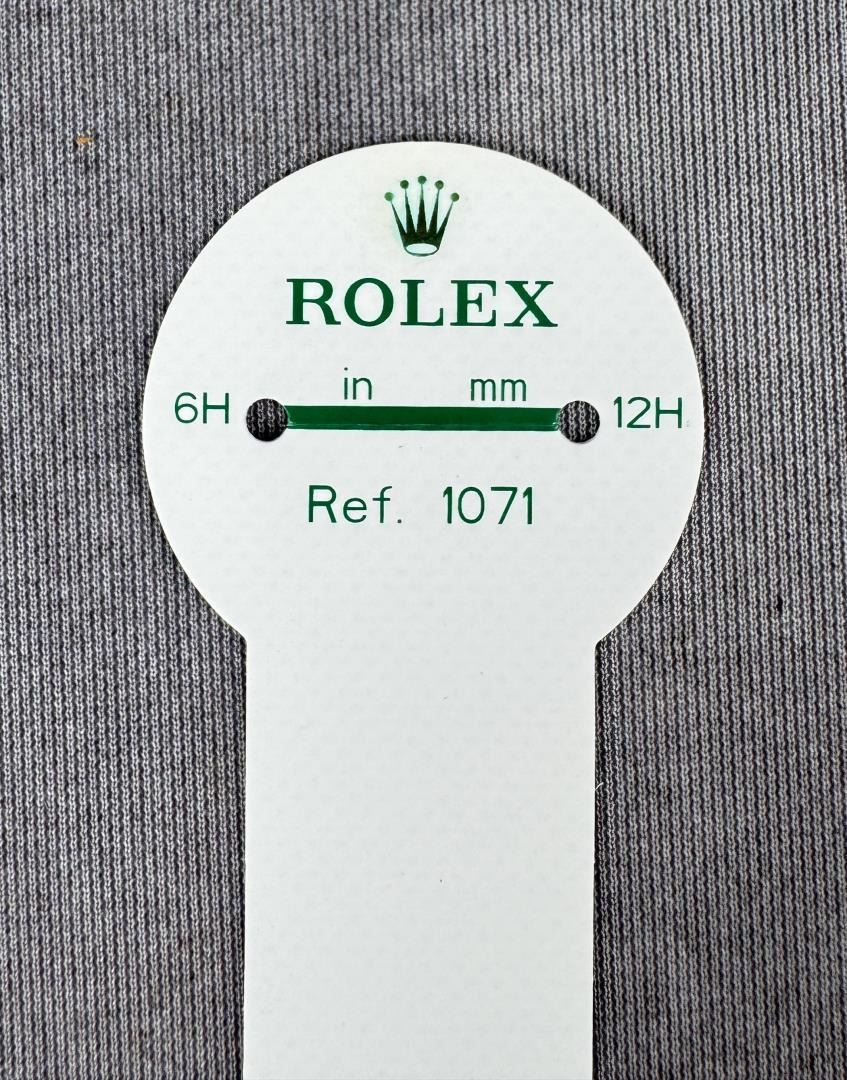 ROLEX
in mm
6H 12H
Ref. 1071